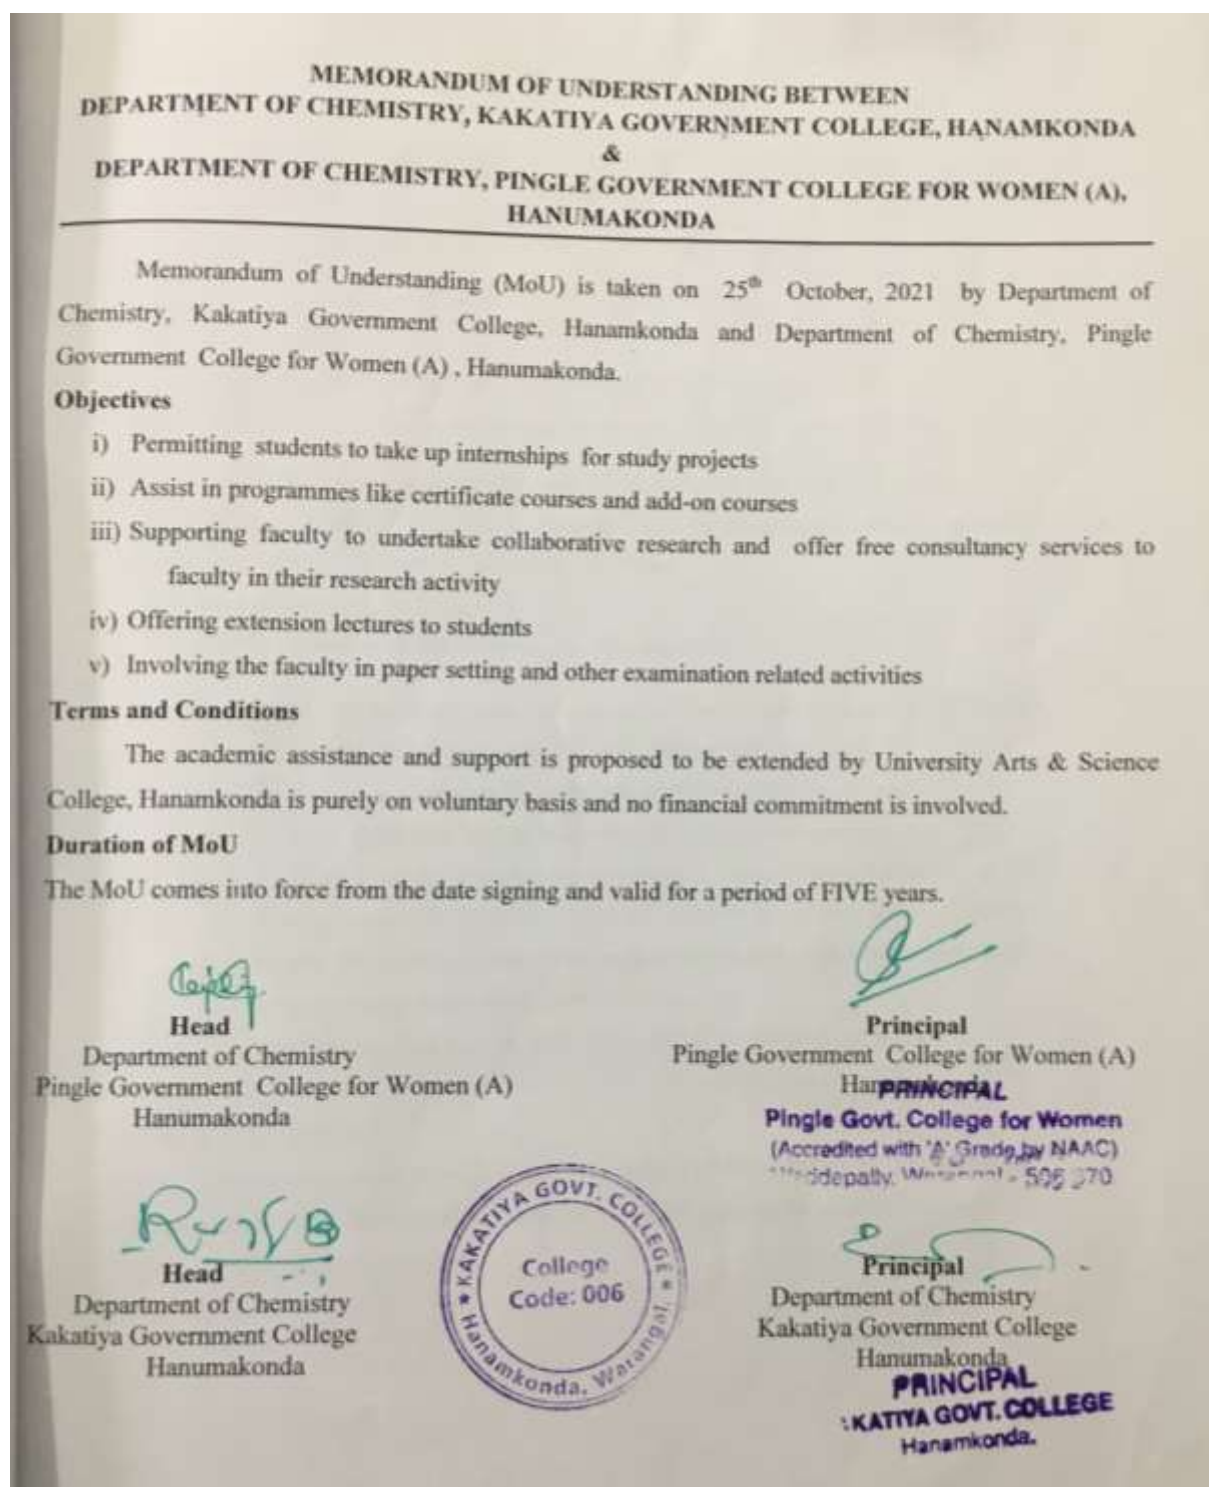 MEMORANDUM OF UNDERSTANDING BETWEEN
DEPARTMENT OF CHEMISTRY, KAKATIYA GOVERNMENT COLLEGE, HANAMKONDA
&
DEPARTMENT OF CHEMISTRY, PINGLE GOVERNMENT COLLEGE FOR WOMEN (A),
HANUMAKONDA
Memorandum of Understanding (MoU) is taken on 25th October, 2021 by Department of
Chemistry, Kakatiya Government College, Hanamkonda and Department of Chemistry, Pingle
Government College for Women (A) , Hanumakonda.
Objectives
i) Permitting students to take up internships for study projects
ii) Assist in programmes like certificate courses and add-on courses
iii) Supporting faculty to undertake collaborative research and offer free consultancy services to
faculty in their research activity
iv) Offering extension lectures to students
v) Involving the faculty in paper setting and other examination related activities
Terms and Conditions
The academic assistance and support is proposed to be extended by University Arts & Science
College, Hanamkonda is purely on voluntary basis and no financial commitment is involved.
Duration of MoU
The MoU comes into force from the date signing and valid for a period of FIVE years.
Head
Department of Chemistry
Pingle Government College for Women (A)
Hanumakonda
Principal
Pingle Government College for Women (A)
PRINCIPAL
Pingle Govt. College for Women
(Accredited with 'A' Grade by NAAC)
Head
Department of Chemistry
Kakatiya Government College
Hanumakonda
KAKATIYA GOVT. COLLEGE
College
Code: 006
Hanamkonda, Warangal.
Principal
Department of Chemistry
Kakatiya Government College
Hanumakonda
PRINCIPAL
KATIYA GOVT. COLLEGE
Hanamkonda.